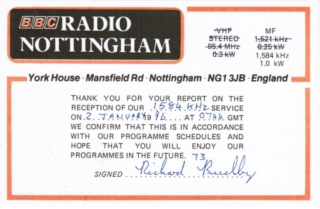 BBC RADIO
NOTTINGHAM
VHF
STEREO
95.4 MHz
0.3 kW
MF
1,521 kHz
0.25 kW
1,584 kHz
1.0 kW
York House · Mansfield Rd · Nottingham · NG1 3JB · England
THANK YOU FOR YOUR REPORT ON THE
RECEPTION OF OUR 1584 kHz SERVICE
ON 2 JANUARY 19 AT 0744 GMT
WE CONFIRM THAT THIS IS IN ACCORDANCE
WITH OUR PROGRAMME SCHEDULES AND
HOPE THAT YOU WILL ENJOY OUR
PROGRAMMES IN THE FUTURE. 73
SIGNED Richard